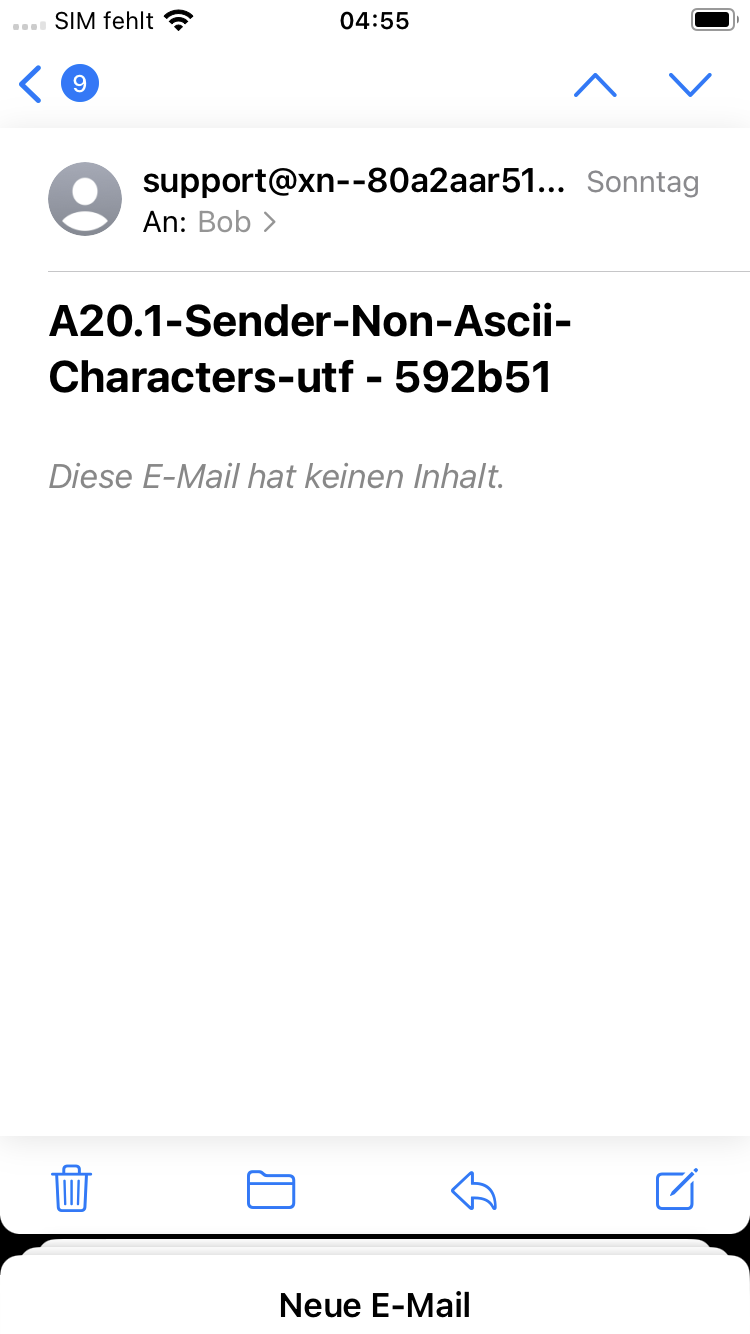 SIM fehlt 04:55
9
support@xn--80a2aar51... Sonntag
An: Bob
A20.1-Sender-Non-Ascii-
Characters-utf - 592b51
Diese E-Mail hat keinen Inhalt.
Neue E-Mail